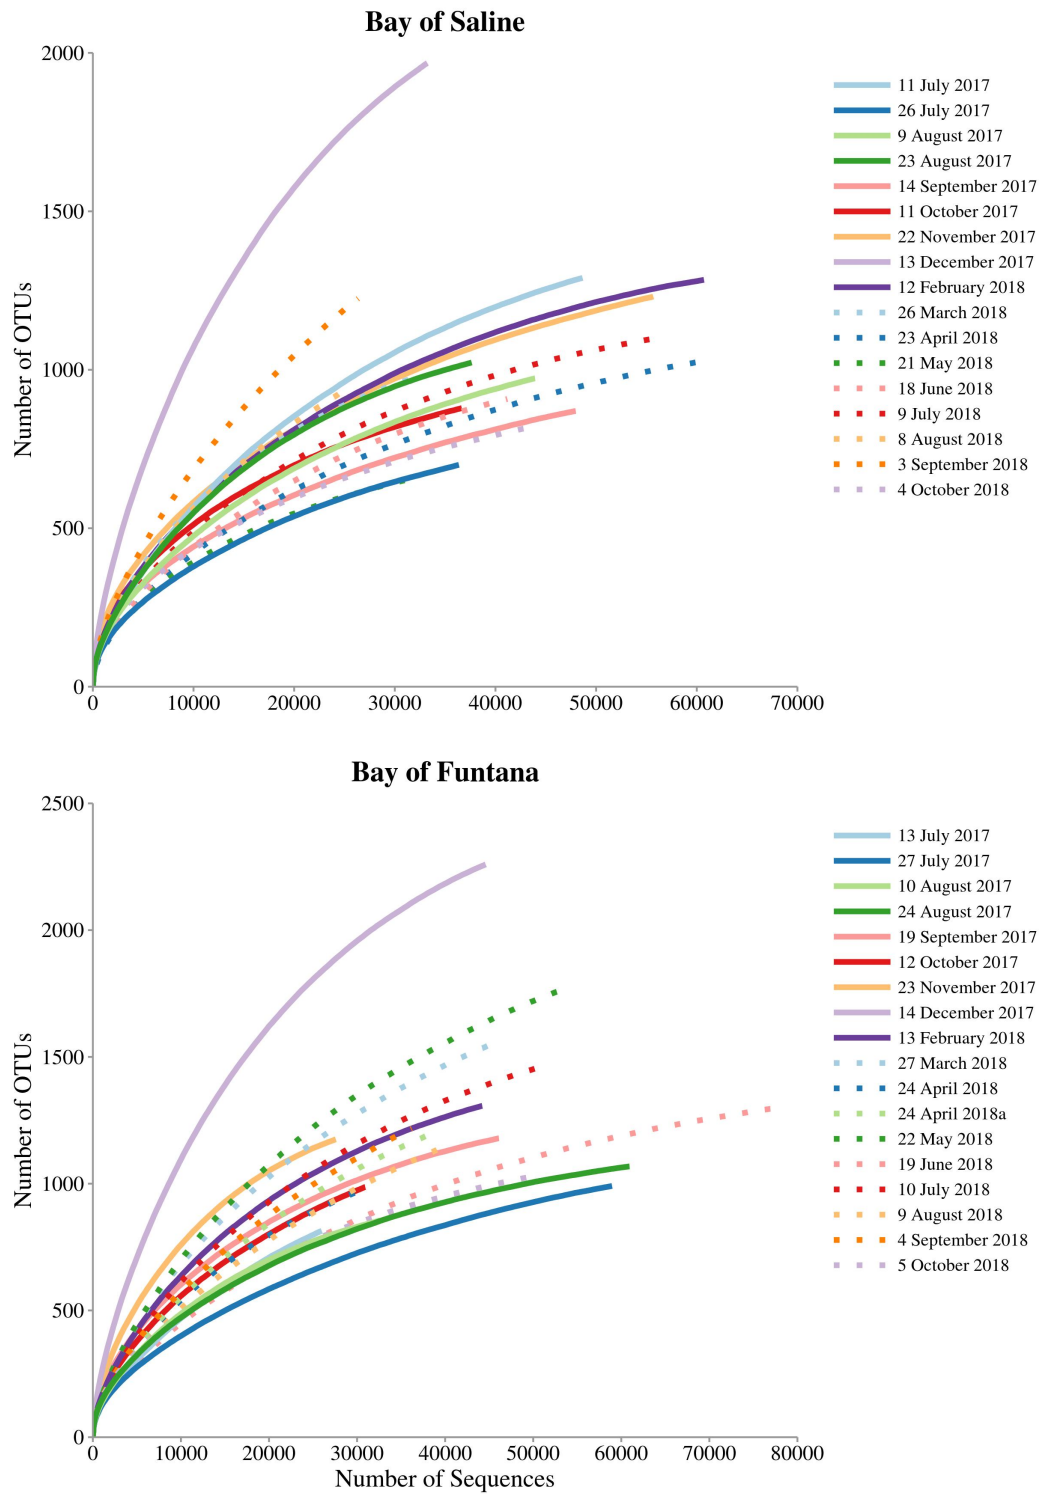 Bay of Saline
2000
1500
1000
500
0
Number of OTUs
0 10000 20000 30000 40000 50000 60000 70000
11 July 2017
26 July 2017
9 August 2017
23 August 2017
14 September 2017
11 October 2017
22 November 2017
13 December 2017
12 February 2018
26 March 2018
23 April 2018
21 May 2018
18 June 2018
9 July 2018
8 August 2018
3 September 2018
4 October 2018
Bay of Funtana
2500
2000
1500
1000
500
0
Number of OTUs
0 10000 20000 30000 40000 50000 60000 70000 80000
Number of Sequences
13 July 2017
27 July 2017
10 August 2017
24 August 2017
19 September 2017
12 October 2017
23 November 2017
14 December 2017
13 February 2018
27 March 2018
24 April 2018
24 April 2018a
22 May 2018
19 June 2018
10 July 2018
9 August 2018
4 September 2018
5 October 2018